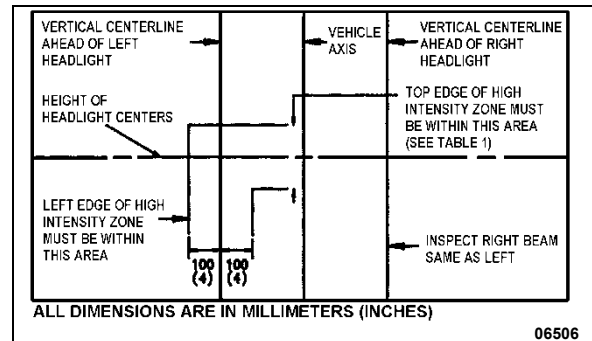 VERTICAL CENTERLINE
AHEAD OF LEFT
HEADLIGHT
VEHICLE
AXIS
VERTICAL CENTERLINE
AHEAD OF RIGHT
HEADLIGHT
HEIGHT OF
HEADLIGHT CENTERS
TOP EDGE OF HIGH
INTENSITY ZONE MUST
BE WITHIN THIS AREA
(SEE TABLE 1)
LEFT EDGE OF HIGH
INTENSITY ZONE
MUST BE WITHIN
THIS AREA
100
(4)
100
(4)
INSPECT RIGHT BEAM
SAME AS LEFT
ALL DIMENSIONS ARE IN MILLIMETERS (INCHES)
06506